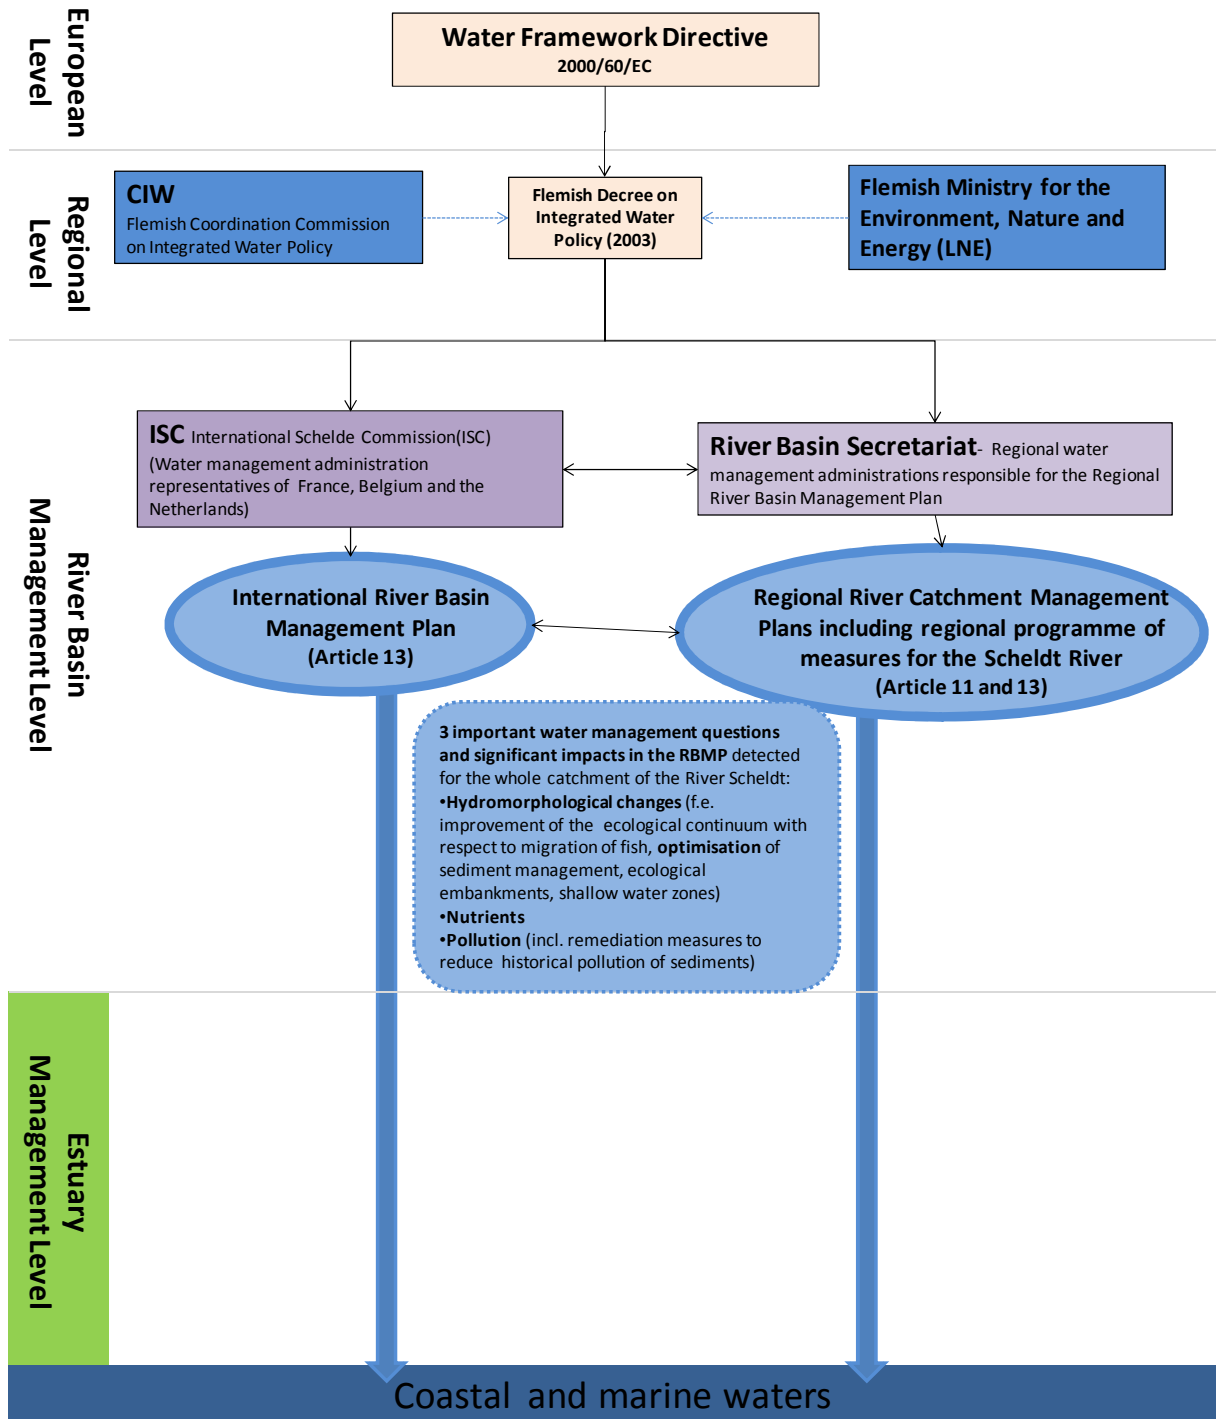 European
Level
Water Framework Directive
2000/60/EC
Regional
Level
CIW
Flemish Coordination Commission
on Integrated Water Policy
Flemish Decree on
Integrated Water
Policy (2003)
Flemish Ministry for the
Environment, Nature and
Energy (LNE)
River Basin
Management Level
ISC International Schelde Commission(ISC)
(Water management administration
representatives of France, Belgium and the
Netherlands)
River Basin Secretariat- Regional water
management administrations responsible for the Regional
River Basin Management Plan
International River Basin
Management Plan
(Article 13)
Regional River Catchment Management
Plans including regional programme of
measures for the Scheldt River
(Article 11 and 13)
3 important water management questions
and significant impacts in the RBMP detected
for the whole catchment of the River Scheldt:
•Hydromorphological changes (f.e.
improvement of the ecological continuum with
respect to migration of fish, optimisation of
sediment management, ecological
embankments, shallow water zones)
•Nutrients
•Pollution (incl. remediation measures to
reduce historical pollution of sediments)
Estuary
Management Level
Coastal and marine waters